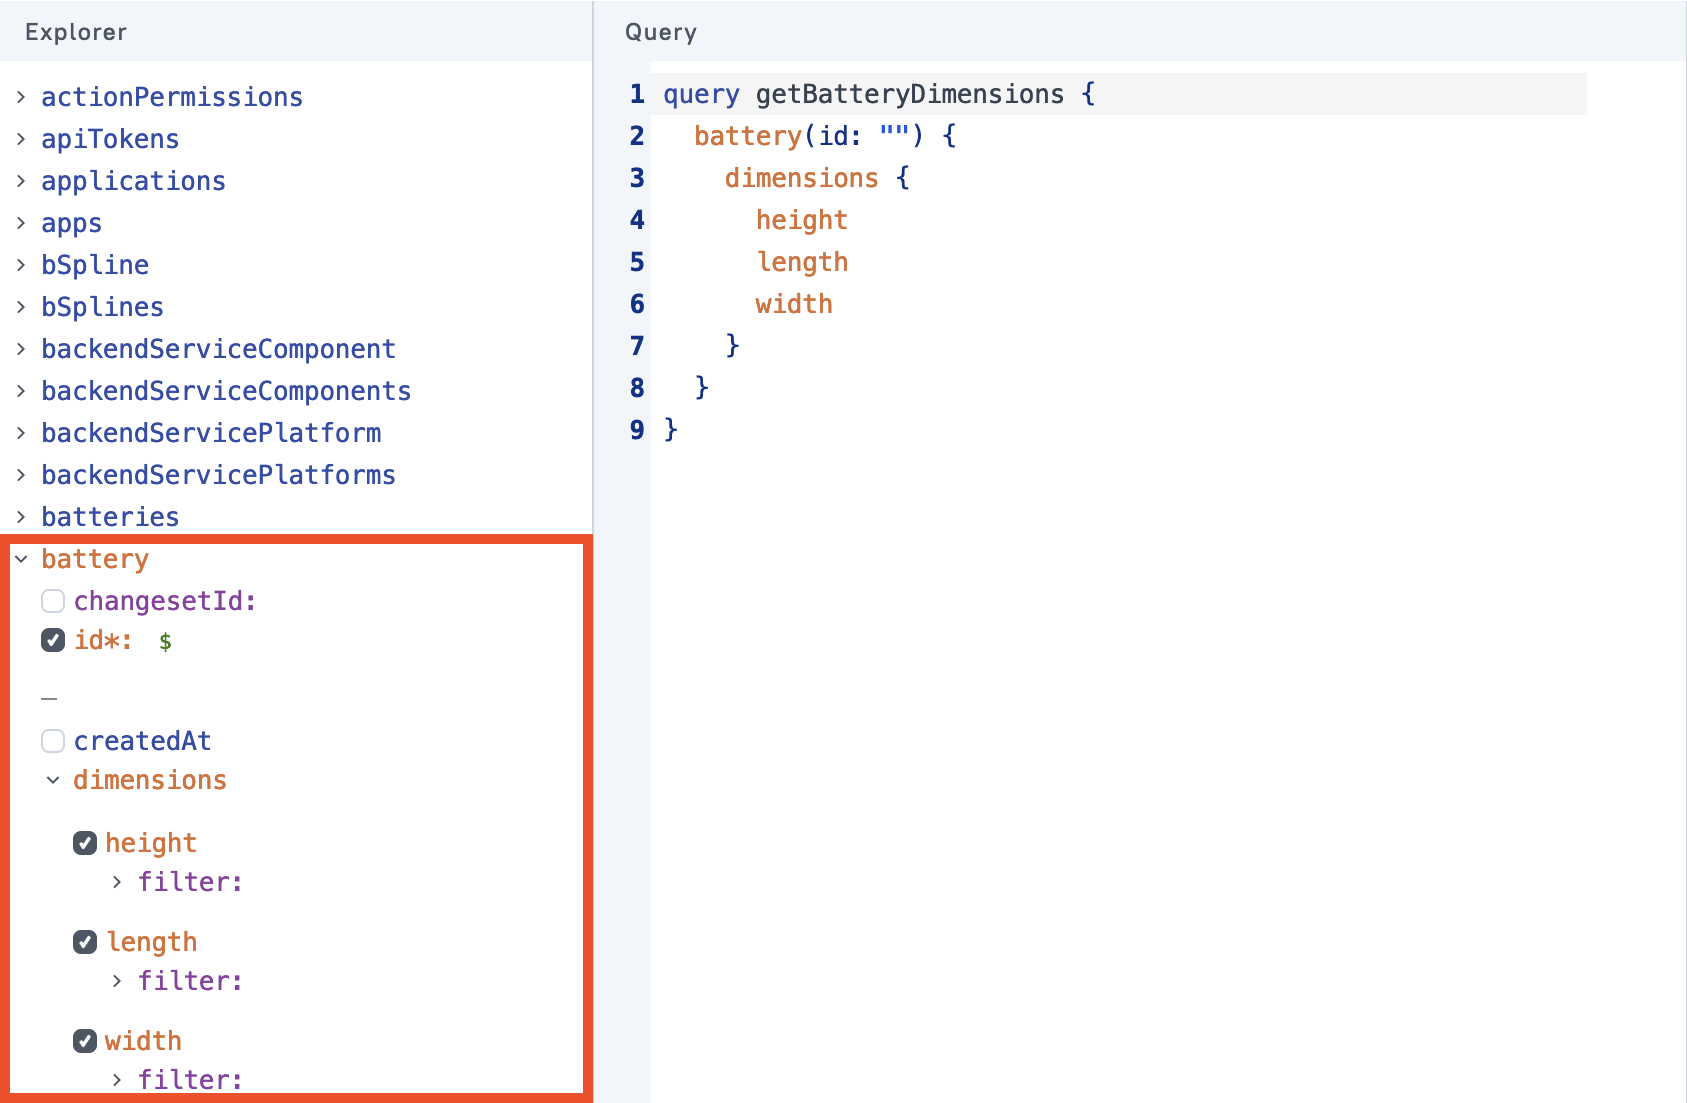 Explorer
actionPermissions
apiTokens
applications
apps
bSpline
bSplines
backendServiceComponent
backendServiceComponents
backendServicePlatform
backendServicePlatforms
batteries
battery
changesetId:
id*: $
createdAt
dimensions
height
filter:
length
filter:
width
filter:
Query
1 query getBatteryDimensions {
2 battery(id: "") {
3 dimensions {
4 height
5 length
6 width
7 }
8 }
9 }